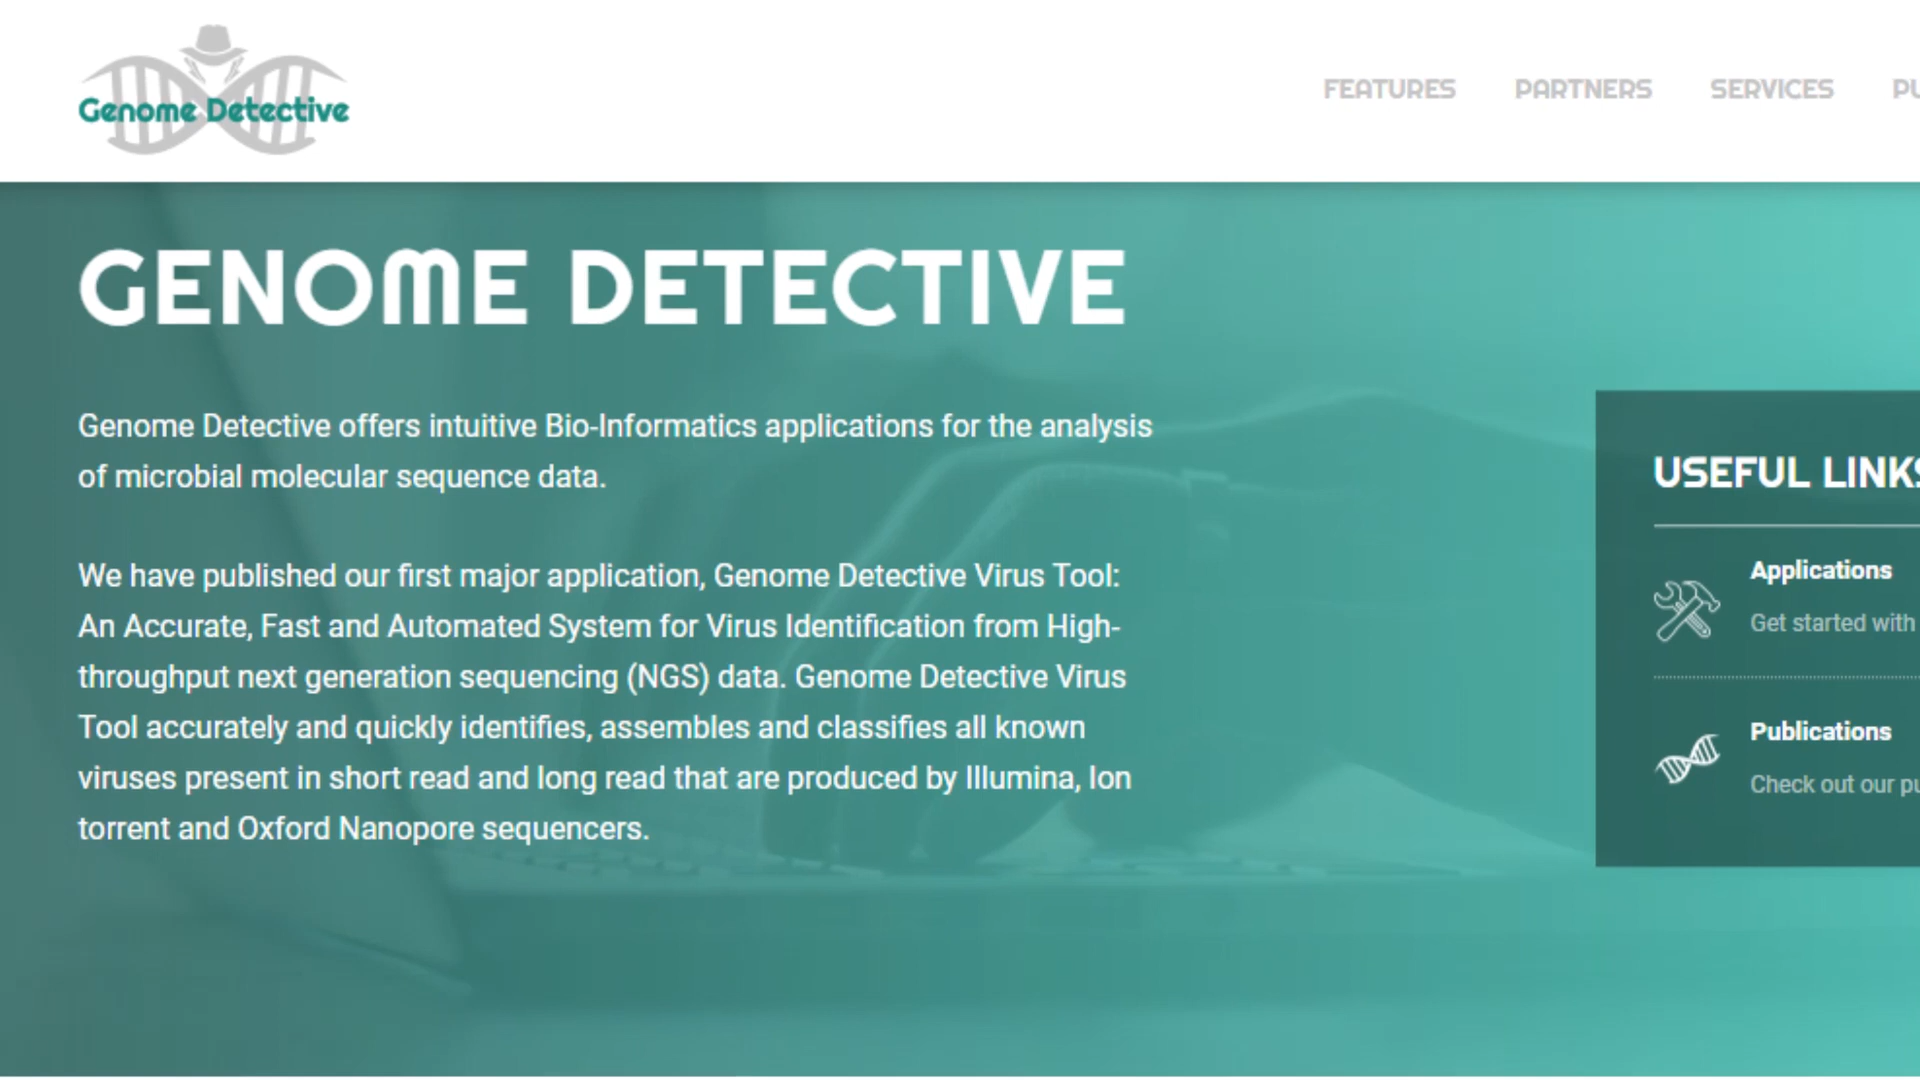 Genome Detective
FEATURES PARTNERS SERVICES
GENOME DETECTIVE
Genome Detective offers intuitive Bio-Informatics applications for the analysis
of microbial molecular sequence data.
We have published our first major application, Genome Detective Virus Tool:
An Accurate, Fast and Automated System for Virus Identification from High-
throughput next generation sequencing (NGS) data. Genome Detective Virus
Tool accurately and quickly identifies, assembles and classifies all known
viruses present in short read and long read that are produced by Illumina, Ion
torrent and Oxford Nanopore sequencers.
USEFUL LINKS
Applications
Get started with
Publications
Check out our